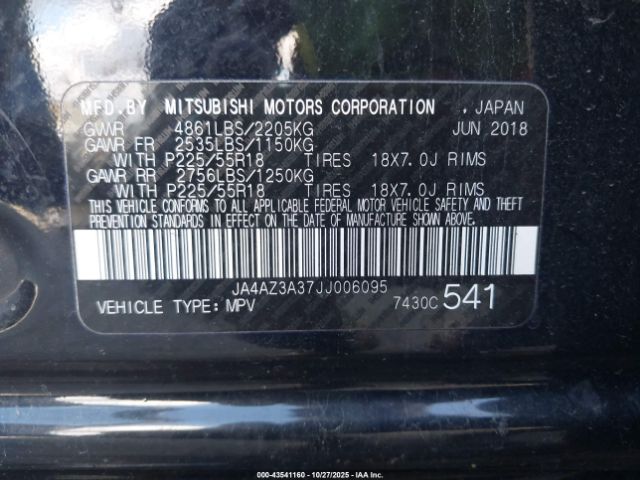 MFD.BY MITSUBISHI MOTORS CORPORATION , JAPAN
GVWR 4861LBS/2205KG JUN 2018
GAWR FR 2535LBS/1150KG
WITH P225/55R18 TIRES 18X7.0J RIMS
GAWR RR 2756LBS/1250KG
WITH P225/55R18 TIRES 18X7.0J RIMS
THIS VEHICLE CONFORMS TO ALL APPLICABLE FEDERAL MOTOR VEHICLE SAFETY AND THEFT
PREVENTION STANDARDS IN EFFECT ON THE DATE OF MANUFACTURE SHOWN ABOVE.
JA4AZ3A37JJ006095
VEHICLE TYPE: MPV 7430C 541
000-43541160 - 10/27/2025 - www.iaai.com